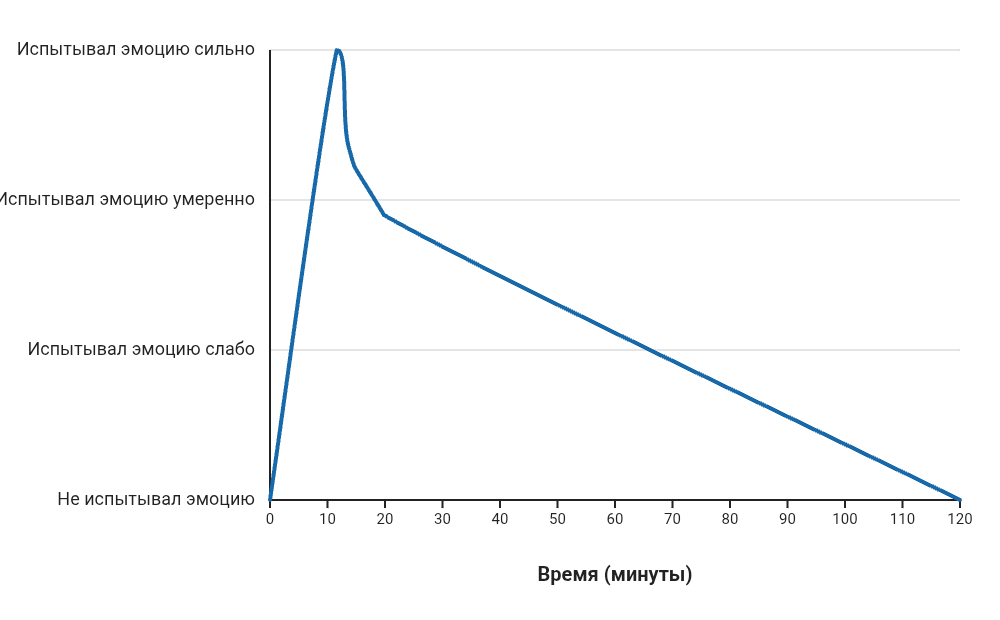 Испытывал эмоцию сильно
Испытывал эмоцию умеренно
Испытывал эмоцию слабо
Не испытывал эмоцию
0 10 20 30 40 50 60 70 80 90 100 110 120
Время (минуты)